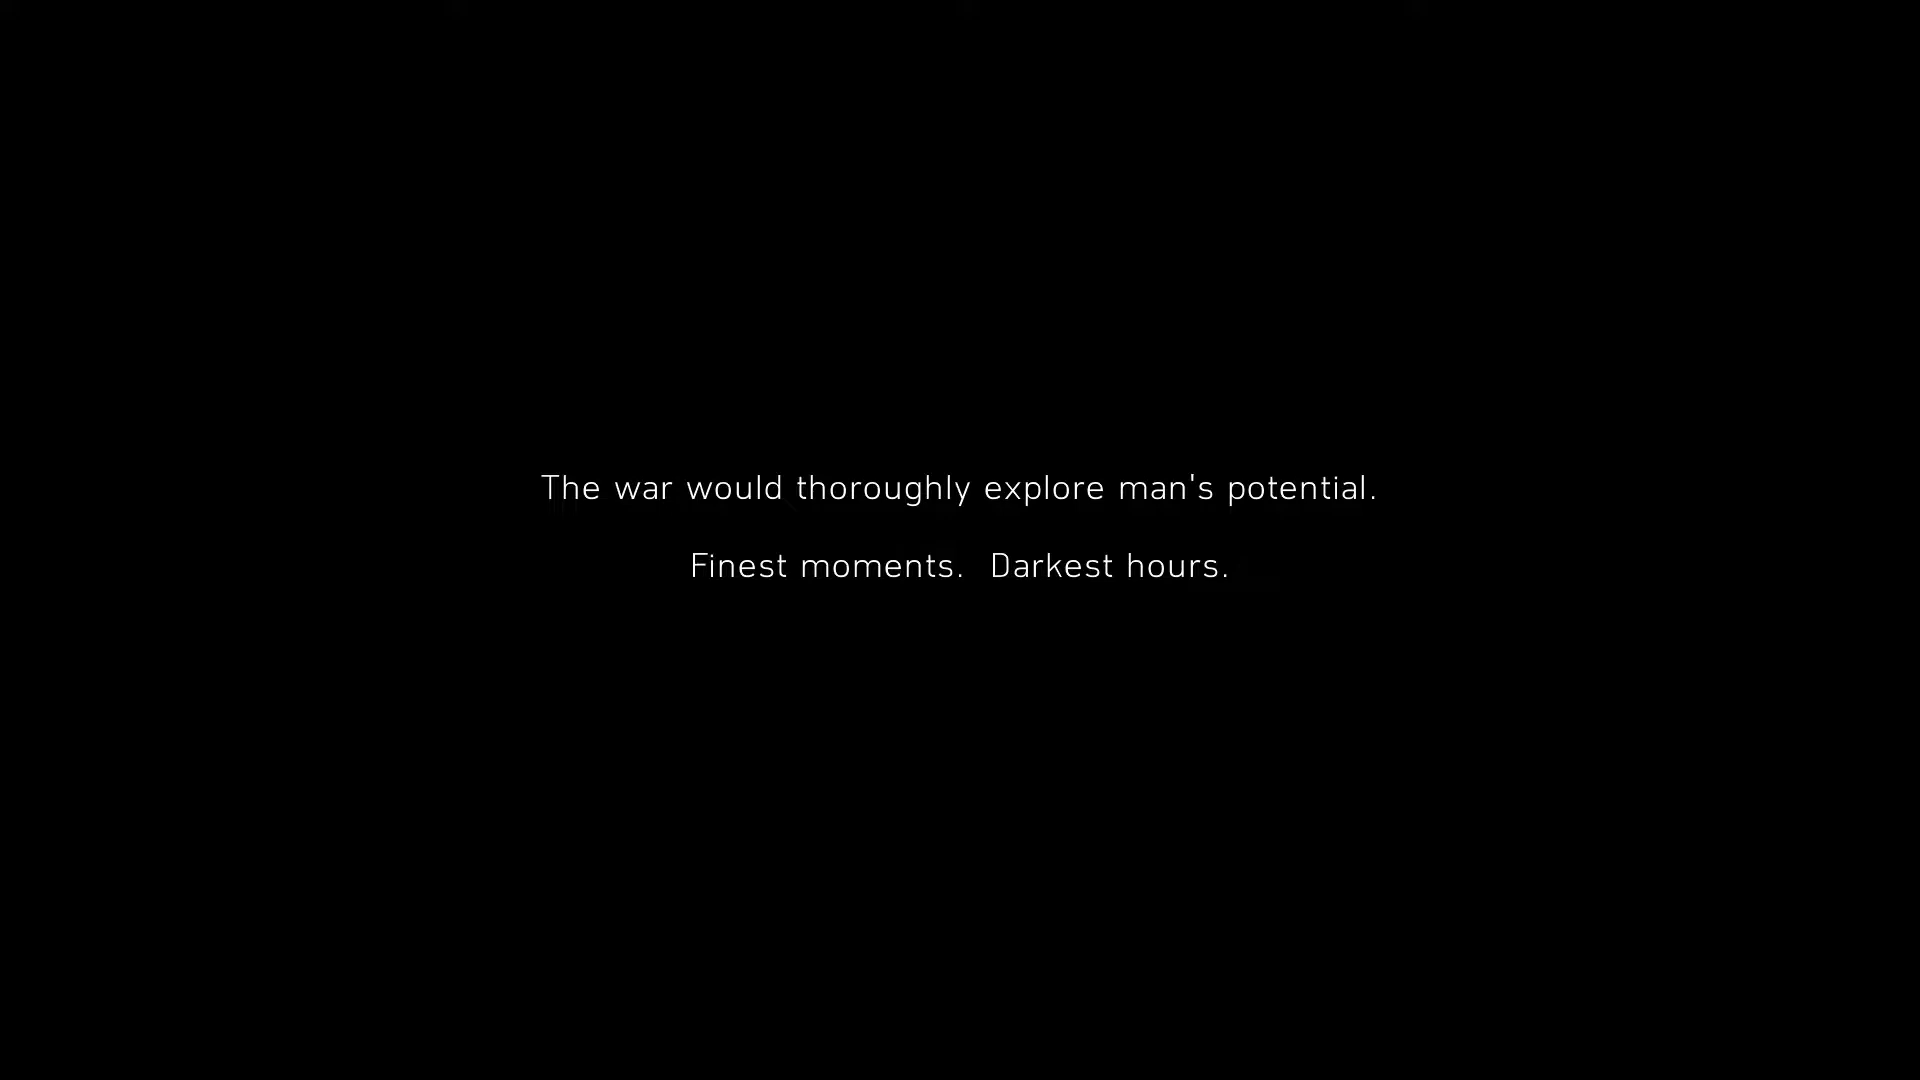 The war would thoroughly explore man's potential.
Finest moments.  Darkest hours.